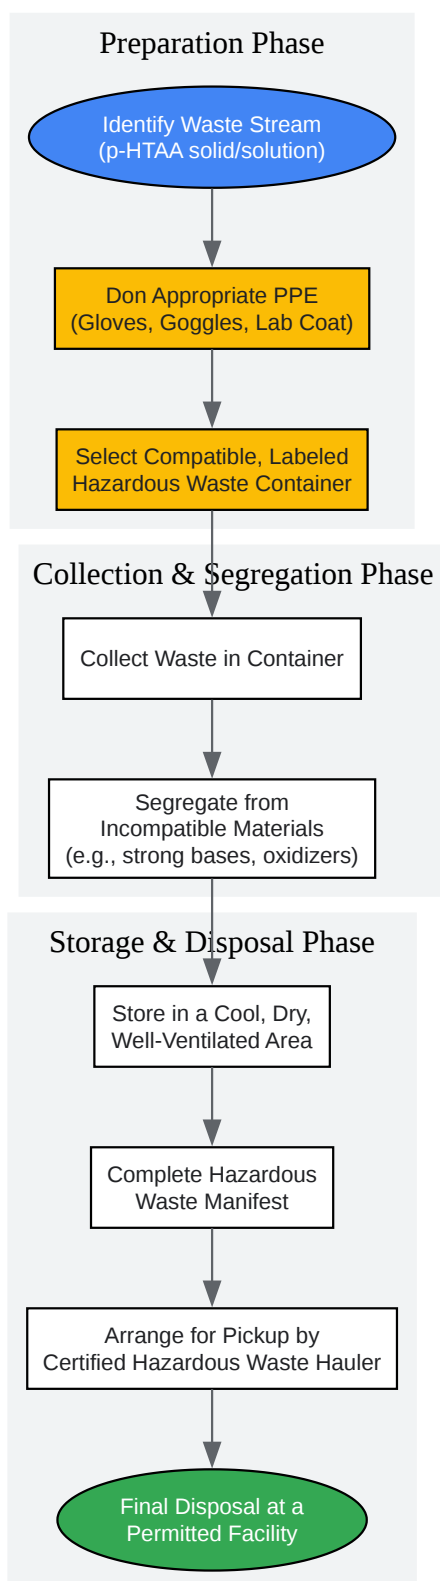 Preparation Phase
Identify Waste Stream
(p-HTAA solid/solution)
Don Appropriate PPE
(Gloves, Goggles, Lab Coat)
Select Compatible, Labeled
Hazardous Waste Container
Collection & Segregation Phase
Collect Waste in Container
Segregate from
Incompatible Materials
(e.g., strong bases, oxidizers)
Storage & Disposal Phase
Store in a Cool, Dry,
Well-Ventilated Area
Complete Hazardous
Waste Manifest
Arrange for Pickup by
Certified Hazardous Waste Hauler
Final Disposal at a
Permitted Facility